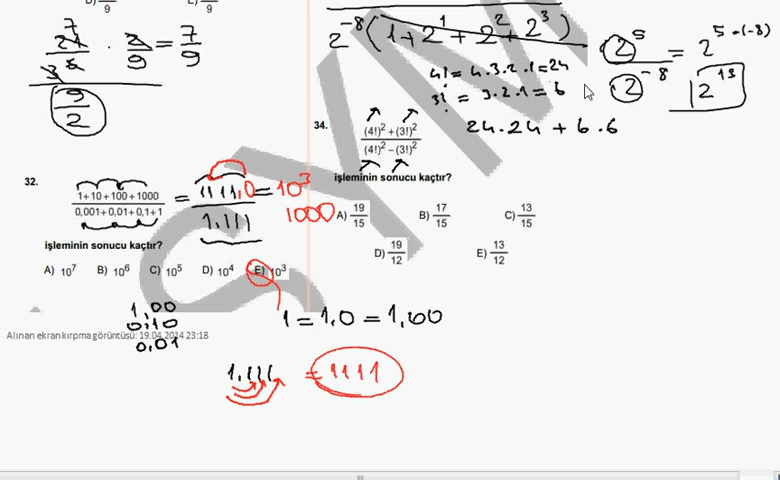 9
9
7
21 . 2 = 7
3 6 9 9
9
2
2^-8 (1 + 2^1 + 2^2 + 2^3)
2^5 = 2^5-(-8)
2^-8
2^13
4! = 4.3.2.1=24
3! = 3.2.1= 6
24.24 + 6.6
34. (4!)² + (3!)²
(4!)² − (3!)²
işleminin sonucu kaçtır?
A) 19/15 B) 17/15 C) 13/15
D) 19/12 E) 13/12
32. 1+10+100+1000 = 1111,0 = 10^3
0,001+0,01+0,1+1 1,111 1000
işleminin sonucu kaçtır?
A) 10^7 B) 10^6 C) 10^5 D) 10^4 E) 10^3
1,00
0,10
0,01
1 = 1,0 = 1,00
Alınan ekran kırpma görüntüsü: 19.04.2014 23:18
1,111 = 1111